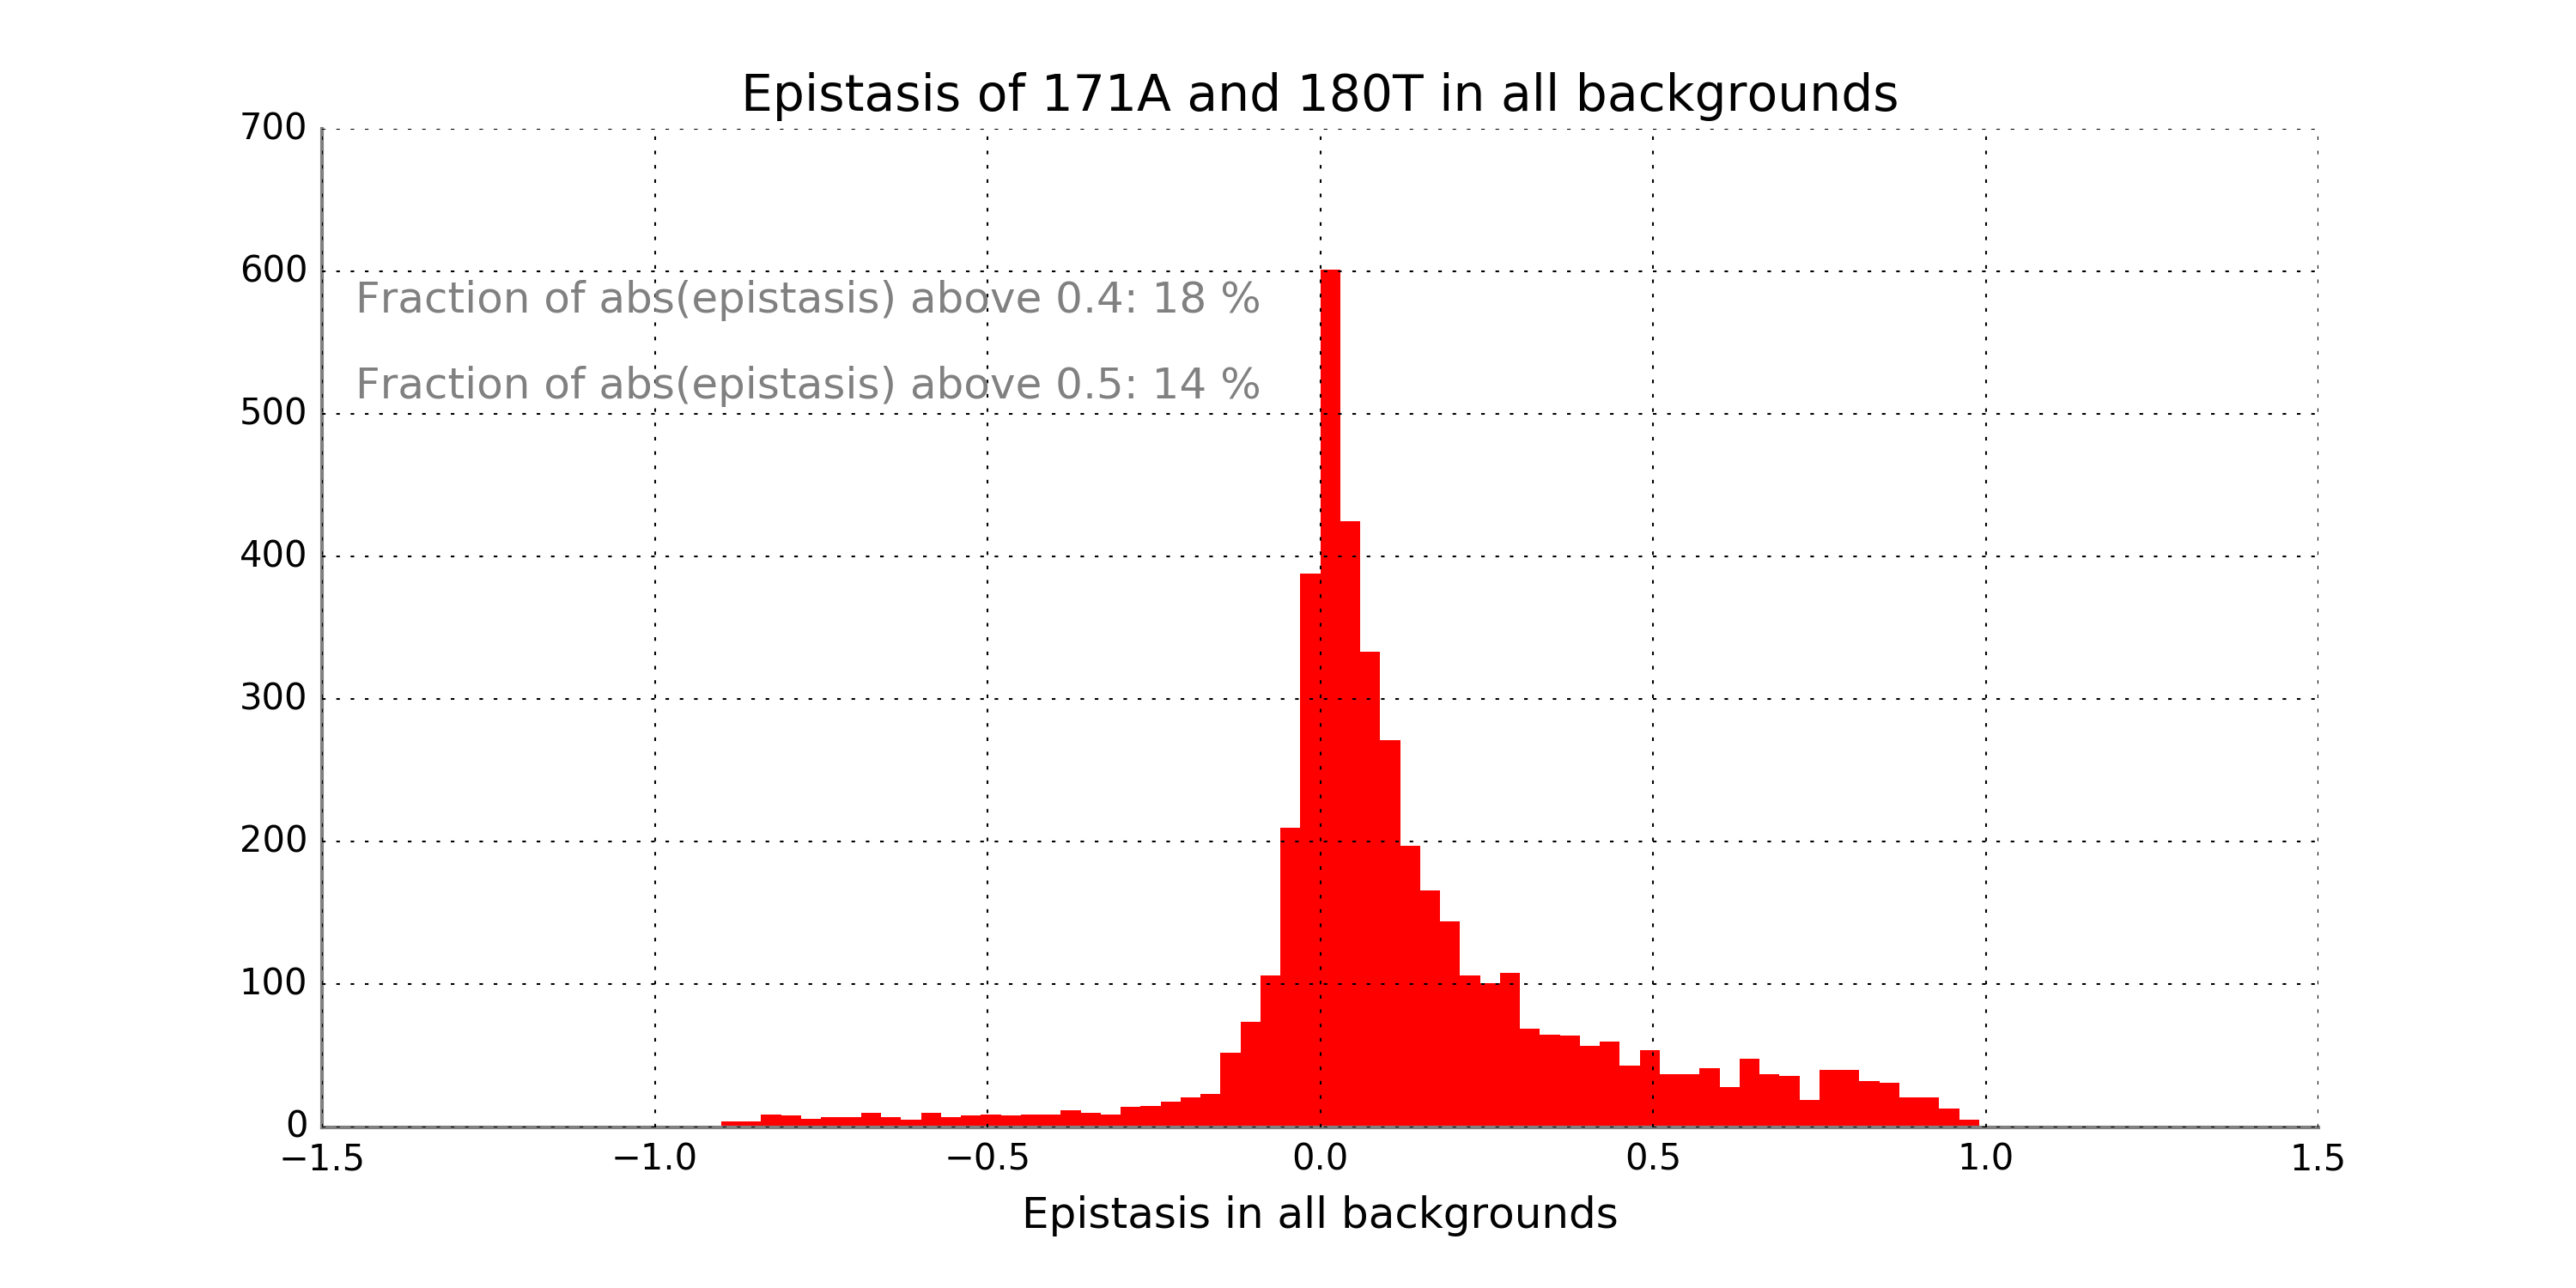 Epistasis of 171A and 180T in all backgrounds
700
600
Fraction of abs(epistasis) above 0.4: 18 %
Fraction of abs(epistasis) above 0.5: 14 %
500
400
300
200
100
0
−1.5 −1.0 −0.5 0.0 0.5 1.0 1.5
Epistasis in all backgrounds